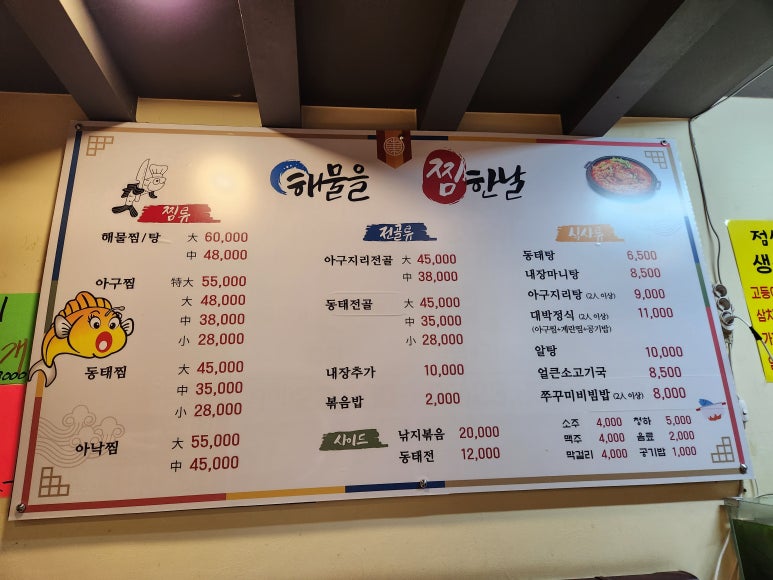 해물을 찜한날
찜류
해물찜/탕 大 60,000
中 48,000
아구찜 特大 55,000
大 48,000
中 38,000
小 28,000
동태찜 大 45,000
中 35,000
小 28,000
아낙찜 大 55,000
中 45,000
전골류
아구지리전골 大 45,000
中 38,000
동태전골 大 45,000
中 35,000
小 28,000
내장추가 10,000
볶음밥 2,000
사이드
낙지볶음 20,000
동태전 12,000
식사류
동태탕 6,500
내장마니탕 8,500
아구지리탕 (2人 이상) 9,000
대박정식 (2人 이상) 11,000
(아구찜+계란찜+공기밥)
알탕 10,000
얼큰소고기국 8,500
쭈꾸미비빔밥 (2人 이상) 8,000
소주 4,000 청하 5,000
맥주 4,000 음료 2,000
막걸리 4,000 공기밥 1,000
점
생
고등
삼치
개